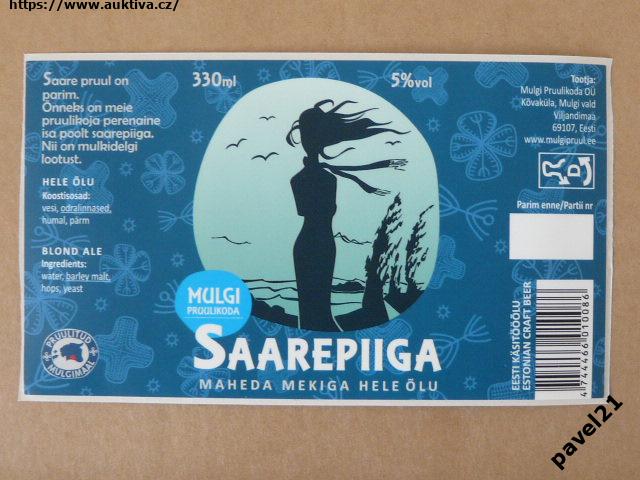 https://www.auktiva.cz/
Saare pruul on
parim.
Õnneks on meie
pruulikoja perenaine
isa poolt saarepiiga.
Nii on mulkidelgi
lootust.
HELE ÕLU
Koostisosad:
vesi, odralinnased,
humal, pärm
BLOND ALE
Ingredients:
water, barley malt,
hops, yeast
PRUULITUD
MULGIMAAL
330ml
5%vol
MULGI
PRUULIKODA
SAAREPIIGA
MAHEDA MEKIGA HELE ÕLU
Tootja:
Mulgi Pruulikoda OÜ
Kõvaküla, Mulgi vald
Viljandimaa
69107, Eesti
www.mulgipruul.ee
Parim enne/Partii nr
EESTI KÄSITÖÖÕLU
ESTONIAN CRAFT BEER
4744466010086
pavel21